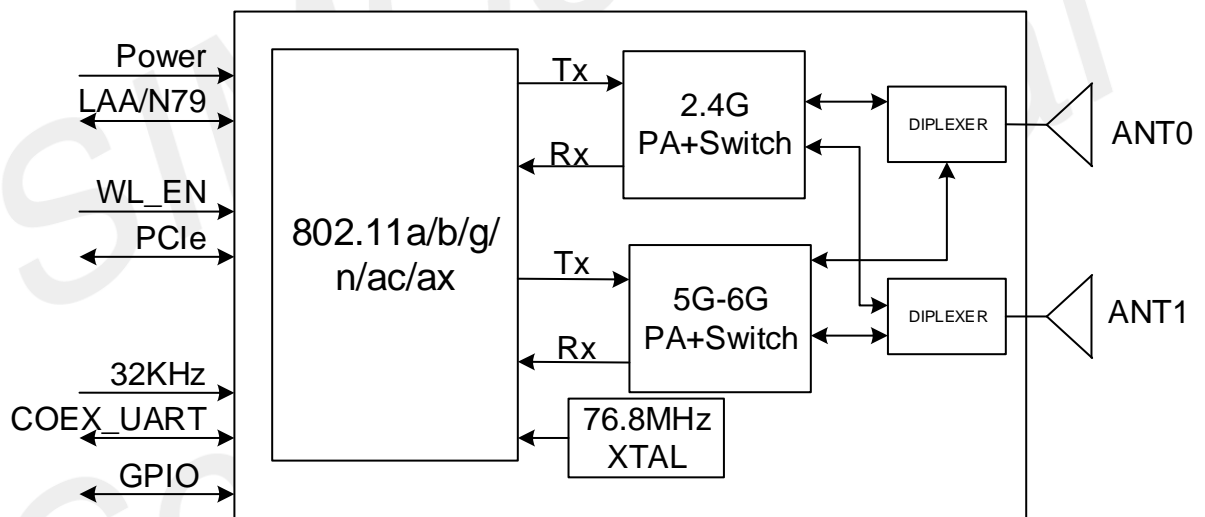 Power
LAA/N79
WL_EN
PCIe
32KHz
COEX_UART
GPIO
802.11a/b/g/
n/ac/ax
Tx
Rx
Tx
Rx
2.4G
PA+Switch
5G-6G
PA+Switch
76.8MHz
XTAL
DIPLEXER
ANT0
DIPLEXER
ANT1